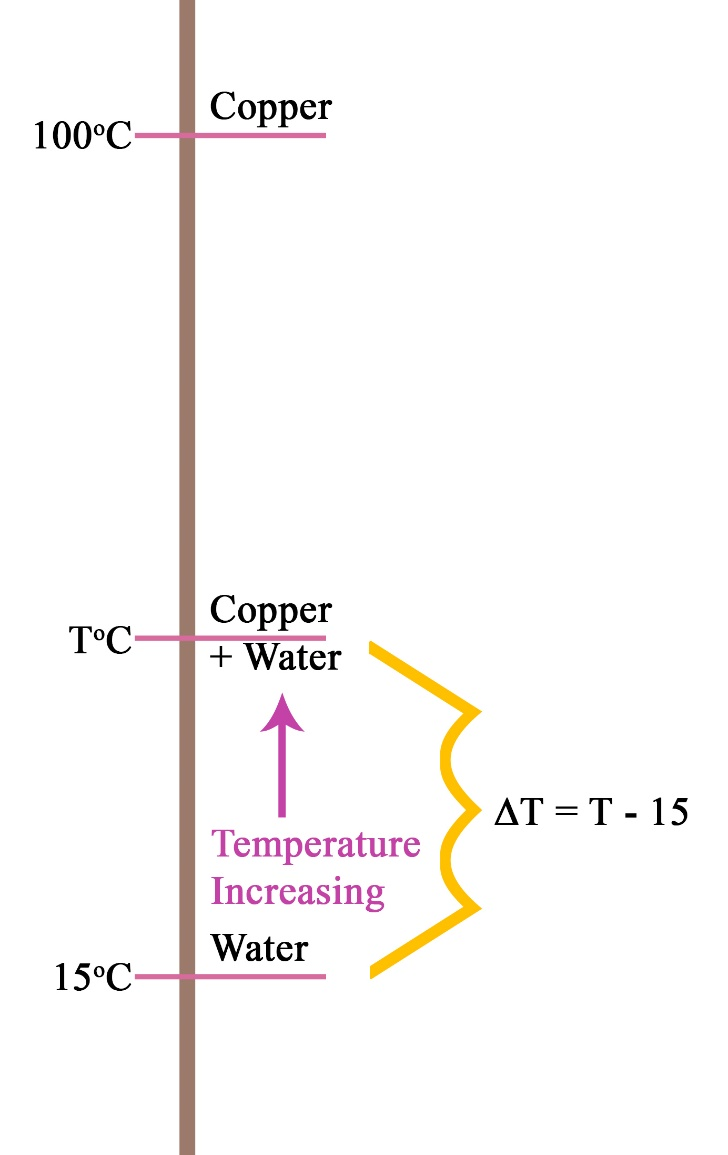 Copper
100°C
Copper
T°C
+ Water
ΔT = T - 15
Temperature
Increasing
Water
15°C